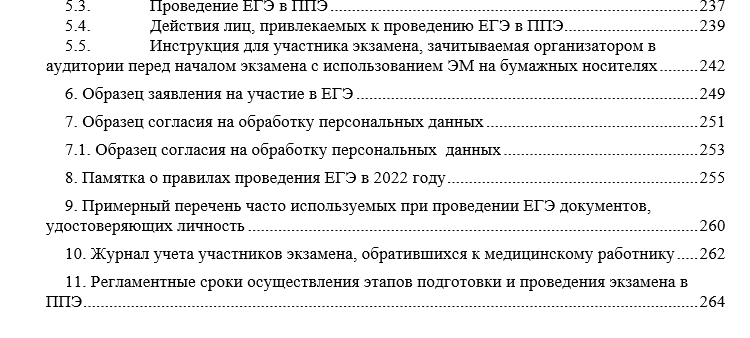 5.3. Проведение ЕГЭ в ППЭ 237
5.4. Действия лиц, привлекаемых к проведению ЕГЭ в ППЭ 239
5.5. Инструкция для участника экзамена, зачитываемая организатором в
аудитории перед началом экзамена с использованием ЭМ на бумажных носителях 242
6. Образец заявления на участие в ЕГЭ 249
7. Образец согласия на обработку персональных данных 251
7.1. Образец согласия на обработку персональных данных 253
8. Памятка о правилах проведения ЕГЭ в 2022 году 255
9. Примерный перечень часто используемых при проведении ЕГЭ документов,
удостоверяющих личность 260
10. Журнал учета участников экзамена, обратившихся к медицинскому работнику 262
11. Регламентные сроки осуществления этапов подготовки и проведения экзамена в
ППЭ 264